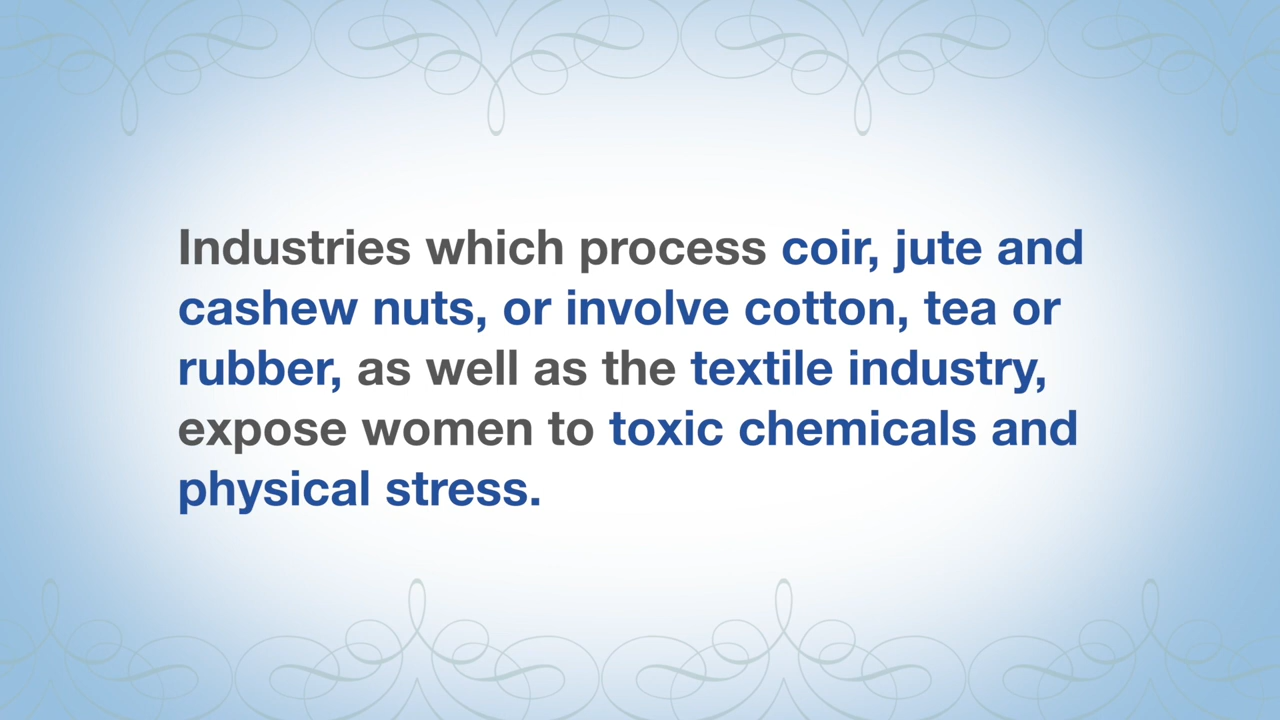 Industries which process coir, jute and
cashew nuts, or involve cotton, tea or
rubber, as well as the textile industry,
expose women to toxic chemicals and
physical stress.